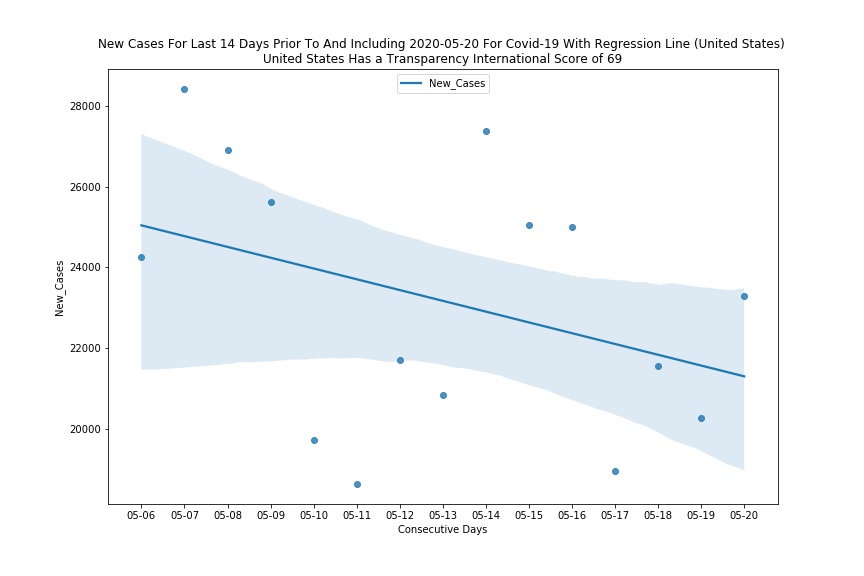 New Cases For Last 14 Days Prior To And Including 2020-05-20 For Covid-19 With Regression Line (United States)
United States Has a Transparency International Score of 69
New_Cases
28000
26000
24000
22000
20000
New_Cases
05-06 05-07 05-08 05-09 05-10 05-11 05-12 05-13 05-14 05-15 05-16 05-17 05-18 05-19 05-20
Consecutive Days